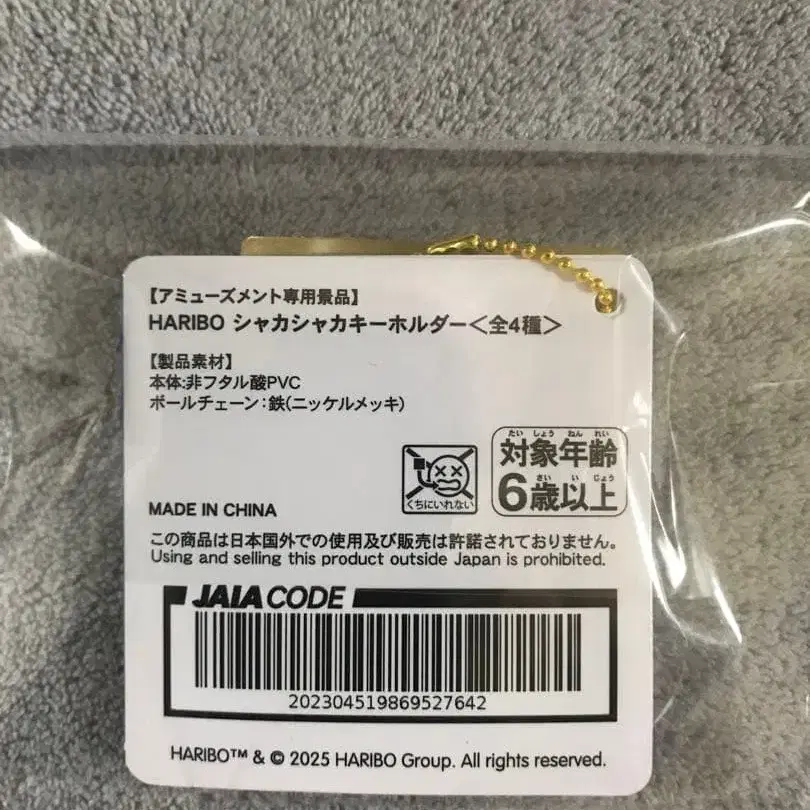 【アミューズメント専用景品】
HARIBO シャカシャカキーホルダー＜全4種＞
【製品素材】
本体:非フタル酸PVC
ボールチェーン：鉄(ニッケルメッキ)
くちにいれない
たい しょう ねん れい
対象年齢
さい い じょう
6歳以上
MADE IN CHINA
この商品は日本国外での使用及び販売は許諾されておりません。
Using and selling this product outside Japan is prohibited.
JAIA CODE
202304519869527642
HARIBO™ & © 2025 HARIBO Group. All rights reserved.